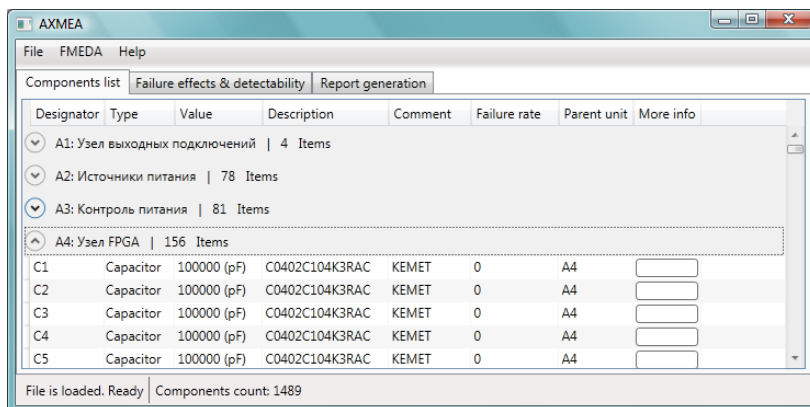 AXMEA
File FMEDA Help
Components list Failure effects & detectability Report generation
Designator Type Value Description Comment Failure rate Parent unit More info
A1: Узел выходных подключений | 4 Items
A2: Источники питания | 78 Items
A3: Контроль питания | 81 Items
A4: Узел FPGA | 156 Items
C1 Capacitor 100000 (pF) C0402C104K3RAC KEMET 0 A4
C2 Capacitor 100000 (pF) C0402C104K3RAC KEMET 0 A4
C3 Capacitor 100000 (pF) C0402C104K3RAC KEMET 0 A4
C4 Capacitor 100000 (pF) C0402C104K3RAC KEMET 0 A4
C5 Capacitor 100000 (pF) C0402C104K3RAC KEMET 0 A4
File is loaded. Ready Components count: 1489